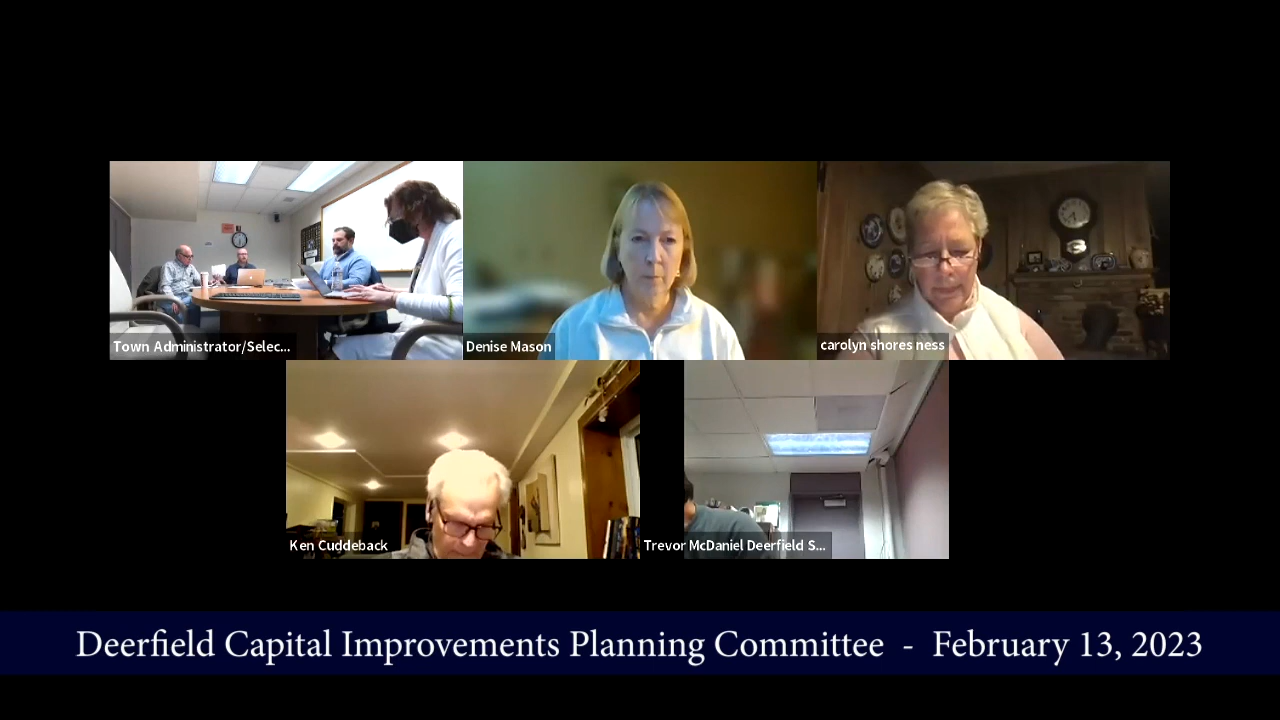 Town Administrator/Selec...
Denise Mason
carolyn shores ness
Ken Cuddeback
Trevor McDaniel Deerfield S...
Deerfield Capital Improvements Planning Committee - February 13, 2023